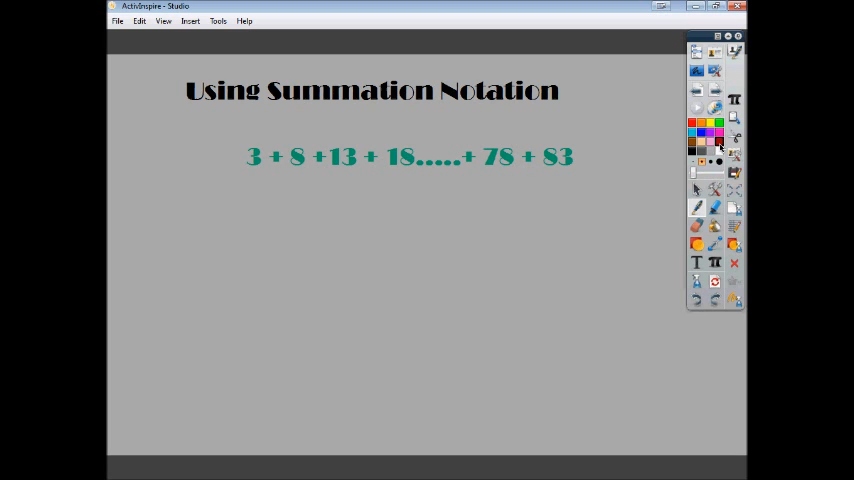 ActivInspire - Studio
File Edit View Insert Tools Help
Using Summation Notation
3 + 8 +13 + 18.....+ 78 + 83